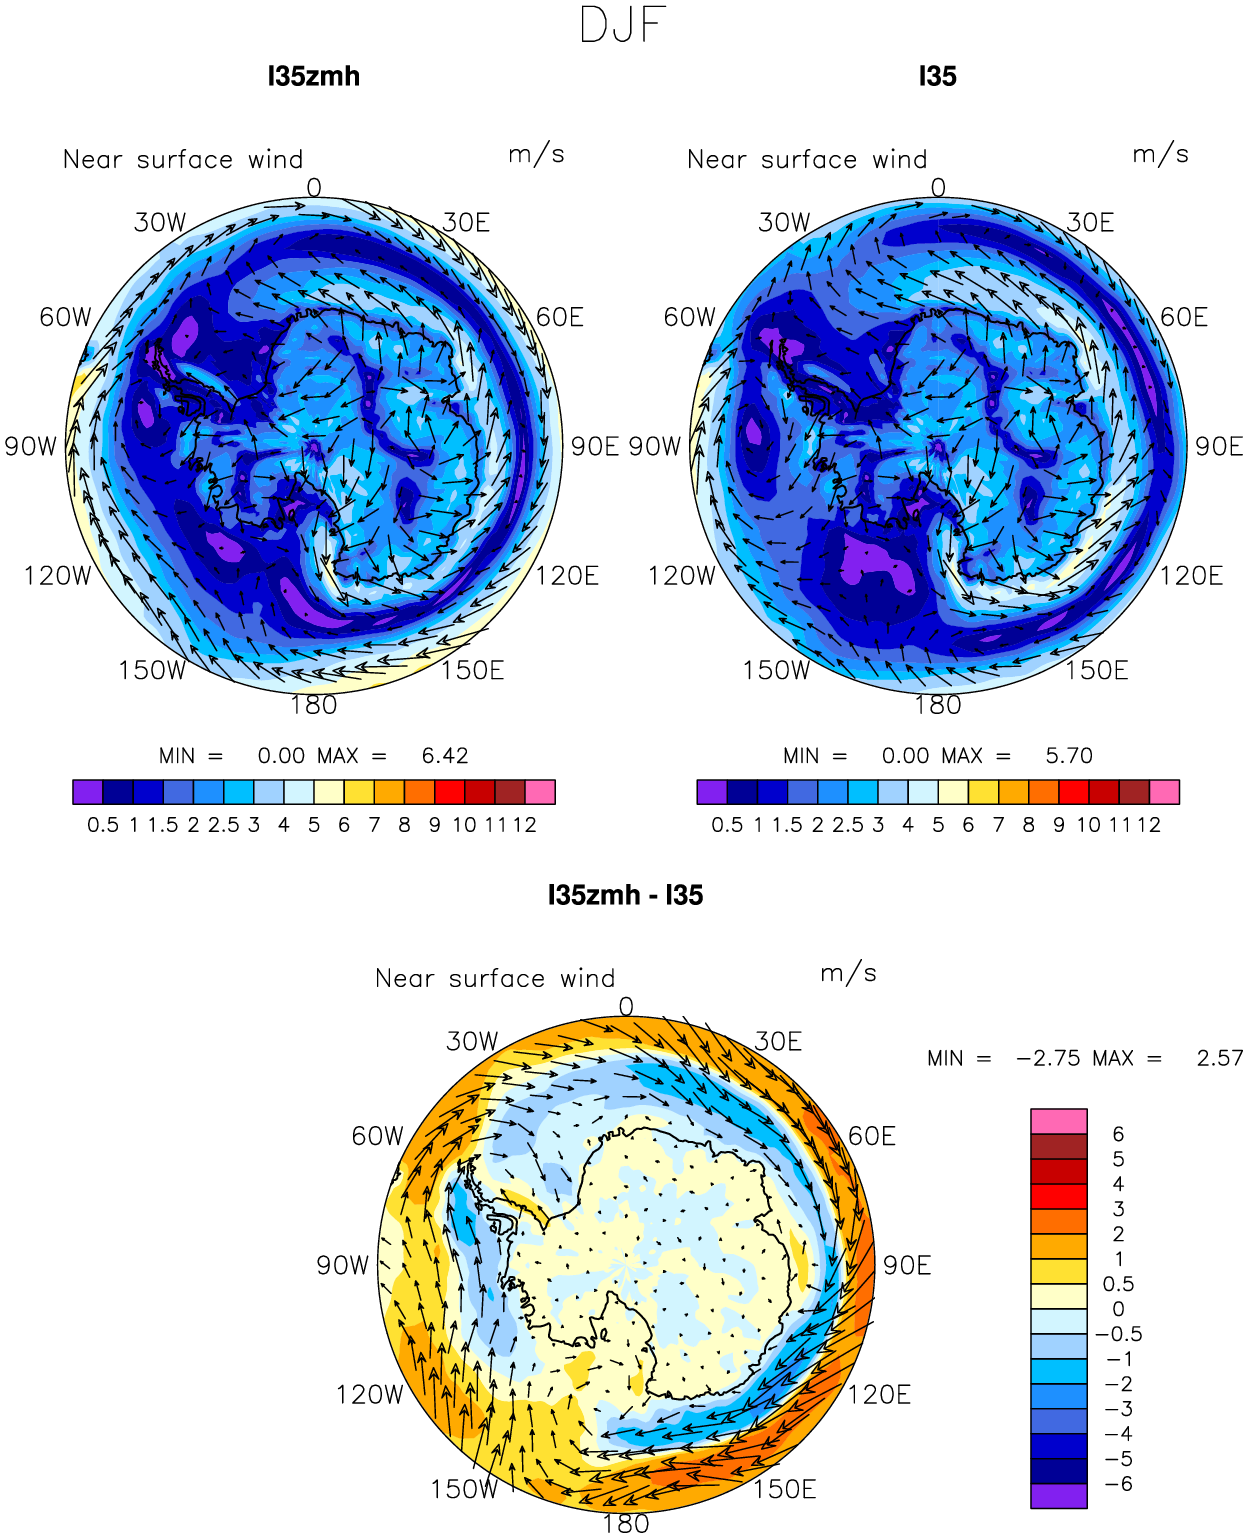 DJF
I35zmh
I35
Near surface wind m/s
Near surface wind m/s
0
30W 30E
60W 60E
90W 90E
120W 120E
150W 150E
180
0
30W 30E
60W 60E
90W 90E
120W 120E
150W 150E
180
MIN = 0.00 MAX = 6.42
0.5 1 1.5 2 2.5 3 4 5 6 7 8 9 10 11 12
MIN = 0.00 MAX = 5.70
0.5 1 1.5 2 2.5 3 4 5 6 7 8 9 10 11 12
I35zmh - I35
Near surface wind m/s
0
30W 30E
60W 60E
90W 90E
120W 120E
150W 150E
180
MIN = −2.75 MAX = 2.57
6
5
4
3
2
1
0.5
0
−0.5
−1
−2
−3
−4
−5
−6